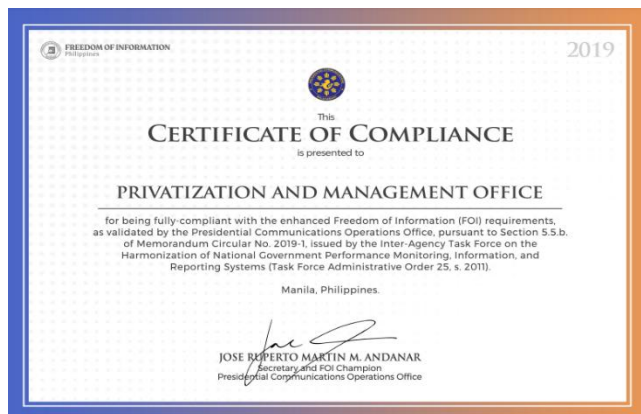 FREEDOM OF INFORMATION
Philippines
2019
This
CERTIFICATE OF COMPLIANCE
is presented to
PRIVATIZATION AND MANAGEMENT OFFICE
for being fully-compliant with the enhanced Freedom of Information (FOI) requirements,
as validated by the Presidential Communications Operations Office, pursuant to Section 5.5.b.
of Memorandum Circular No. 2019-1, issued by the Inter-Agency Task Force on the
Harmonization of National Government Performance Monitoring, Information, and
Reporting Systems (Task Force Administrative Order 25, s. 2011).
Manila, Philippines.
JOSE RUPERTO MARTIN M. ANDANAR
Secretary and FOI Champion
Presidential Communications Operations Office